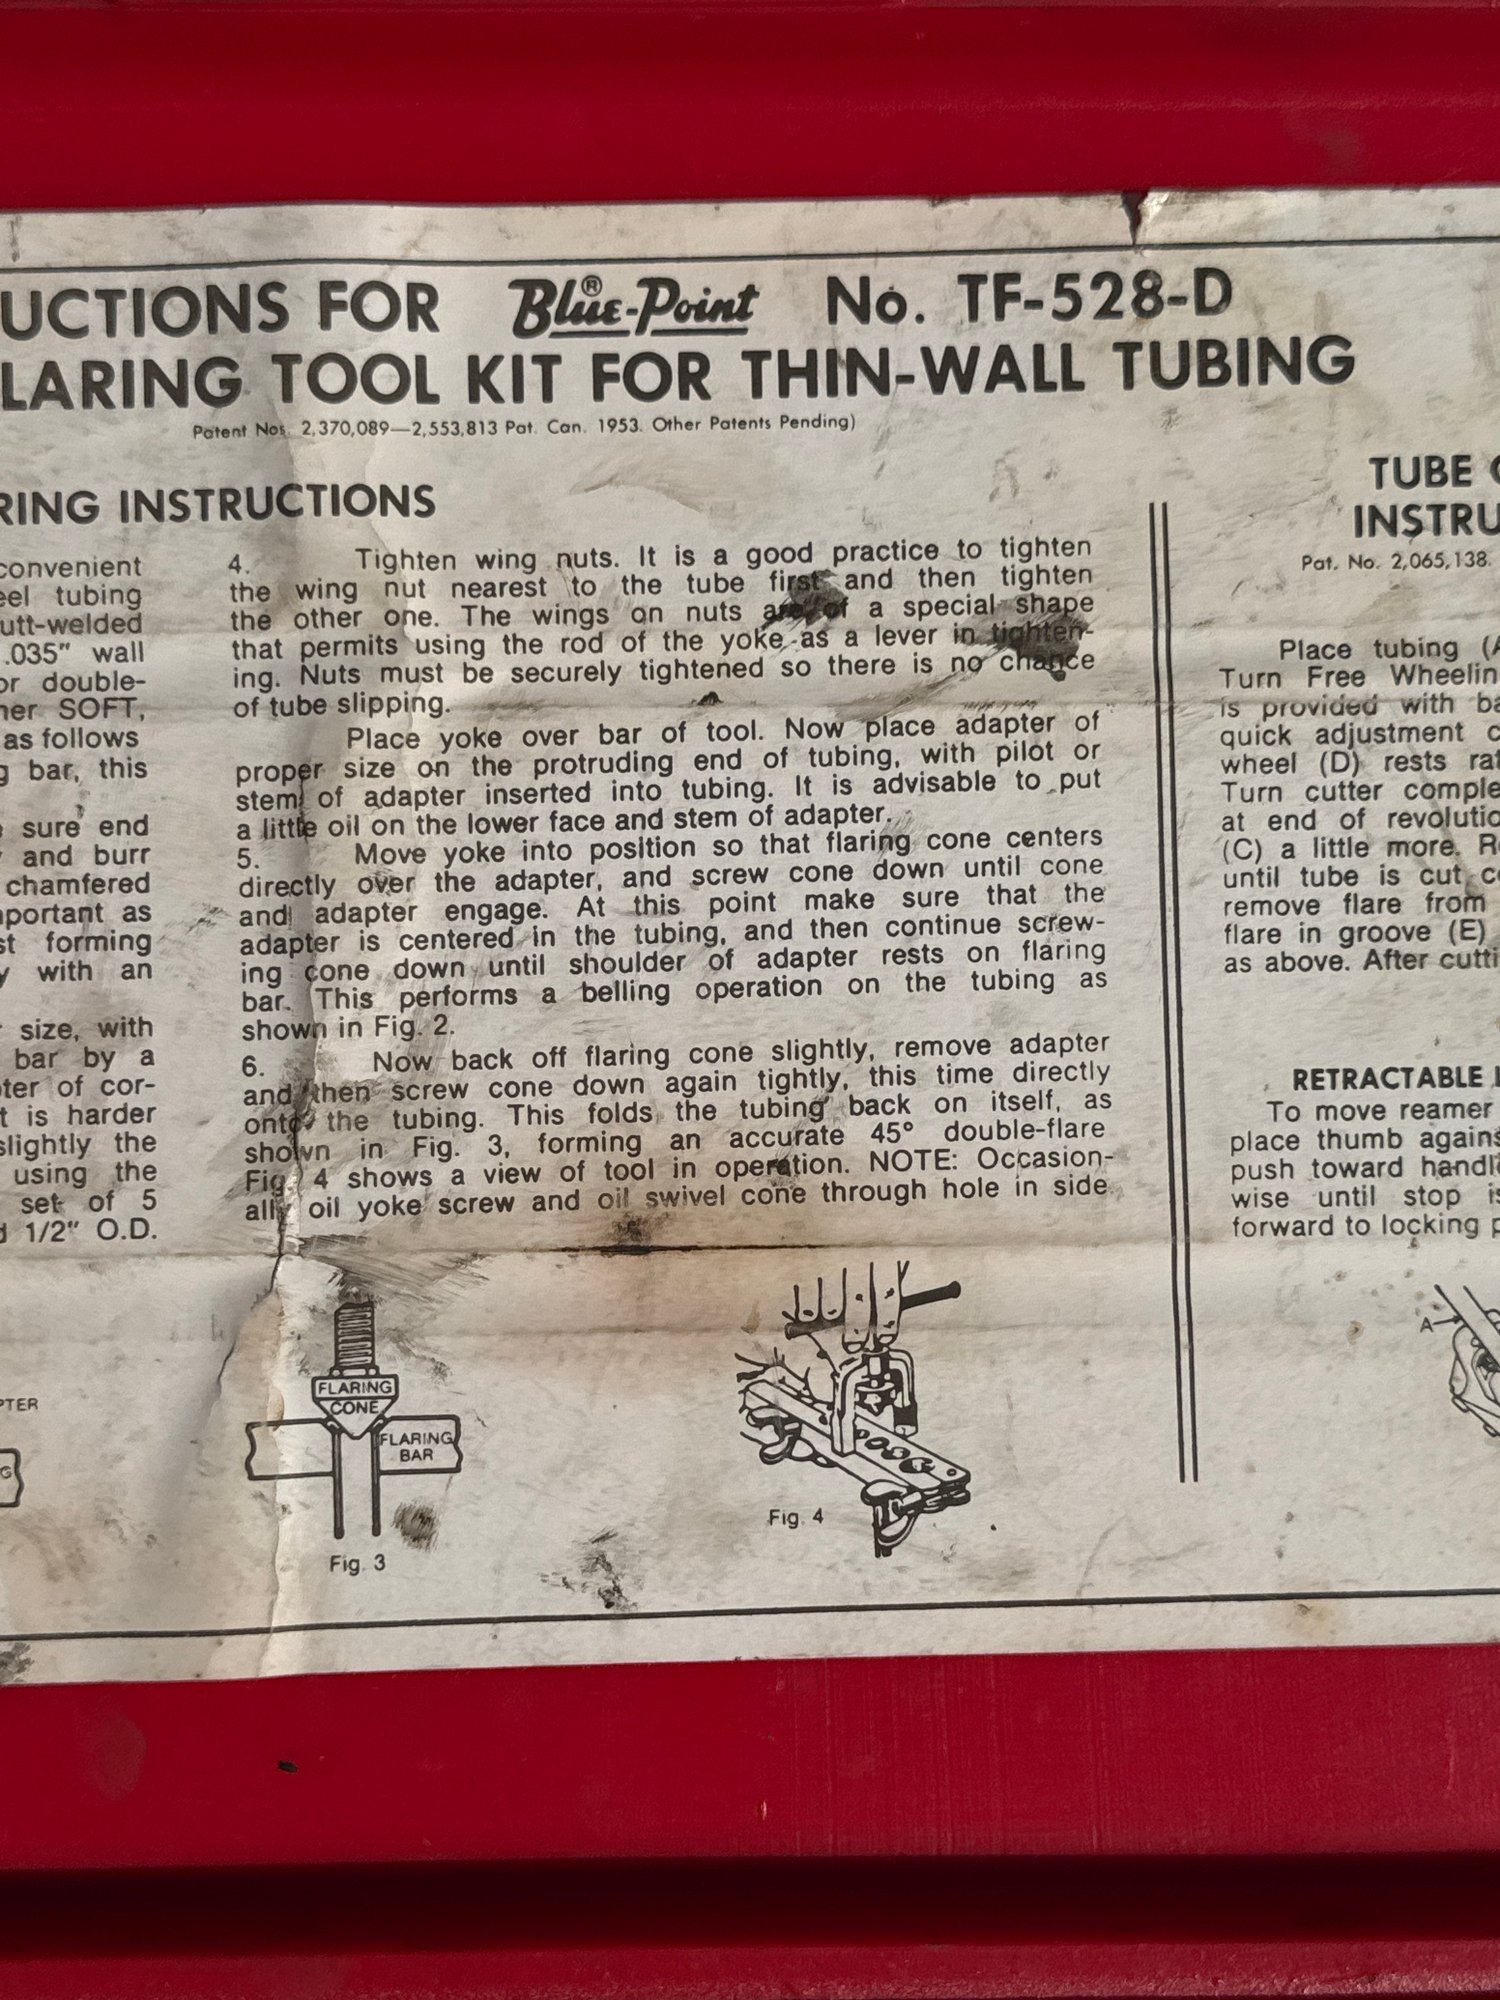 UCTIONS FOR Blue-Point® No. TF-528-D
LARING TOOL KIT FOR THIN-WALL TUBING
Patent Nos. 2,370,089—2,553,813 Pat. Can. 1953. Other Patents Pending)
RING INSTRUCTIONS
convenient
eel tubing
utt-welded
.035" wall
or double-
ner SOFT,
as follows
g bar, this
sure end
and burr
chamfered
portant as
st forming
y with an
size, with
bar by a
ter of cor-
t is harder
slightly the
using the
set of 5
1/2" O.D.
PTER
G
4. Tighten wing nuts. It is a good practice to tighten
the wing nut nearest to the tube first and then tighten
the other one. The wings on nuts are of a special shape
that permits using the rod of the yoke as a lever in tighten-
ing. Nuts must be securely tightened so there is no chance
of tube slipping.
Place yoke over bar of tool. Now place adapter of
proper size on the protruding end of tubing, with pilot or
stem of adapter inserted into tubing. It is advisable to put
a little oil on the lower face and stem of adapter.
5. Move yoke into position so that flaring cone centers
directly over the adapter, and screw cone down until cone
and adapter engage. At this point make sure that the
adapter is centered in the tubing, and then continue screw-
ing cone down until shoulder of adapter rests on flaring
bar. This performs a belling operation on the tubing as
shown in Fig. 2.
6. Now back off flaring cone slightly, remove adapter
and then screw cone down again tightly, this time directly
onto the tubing. This folds the tubing back on itself, as
shown in Fig. 3, forming an accurate 45° double-flare
Fig 4 shows a view of tool in operation. NOTE: Occasion-
ally oil yoke screw and oil swivel cone through hole in side
FLARING
CONE
FLARING
BAR
Fig. 3
Fig. 4
TUBE C
INSTRU
Pat. No. 2,065,138.
Place tubing (A
Turn Free Wheelin
is provided with ba
quick adjustment c
wheel (D) rests rat
Turn cutter comple
at end of revolutio
(C) a little more. R
until tube is cut c
remove flare from
flare in groove (E)
as above. After cutti
RETRACTABLE
To move reamer
place thumb agains
push toward handl
wise until stop is
forward to locking p
A